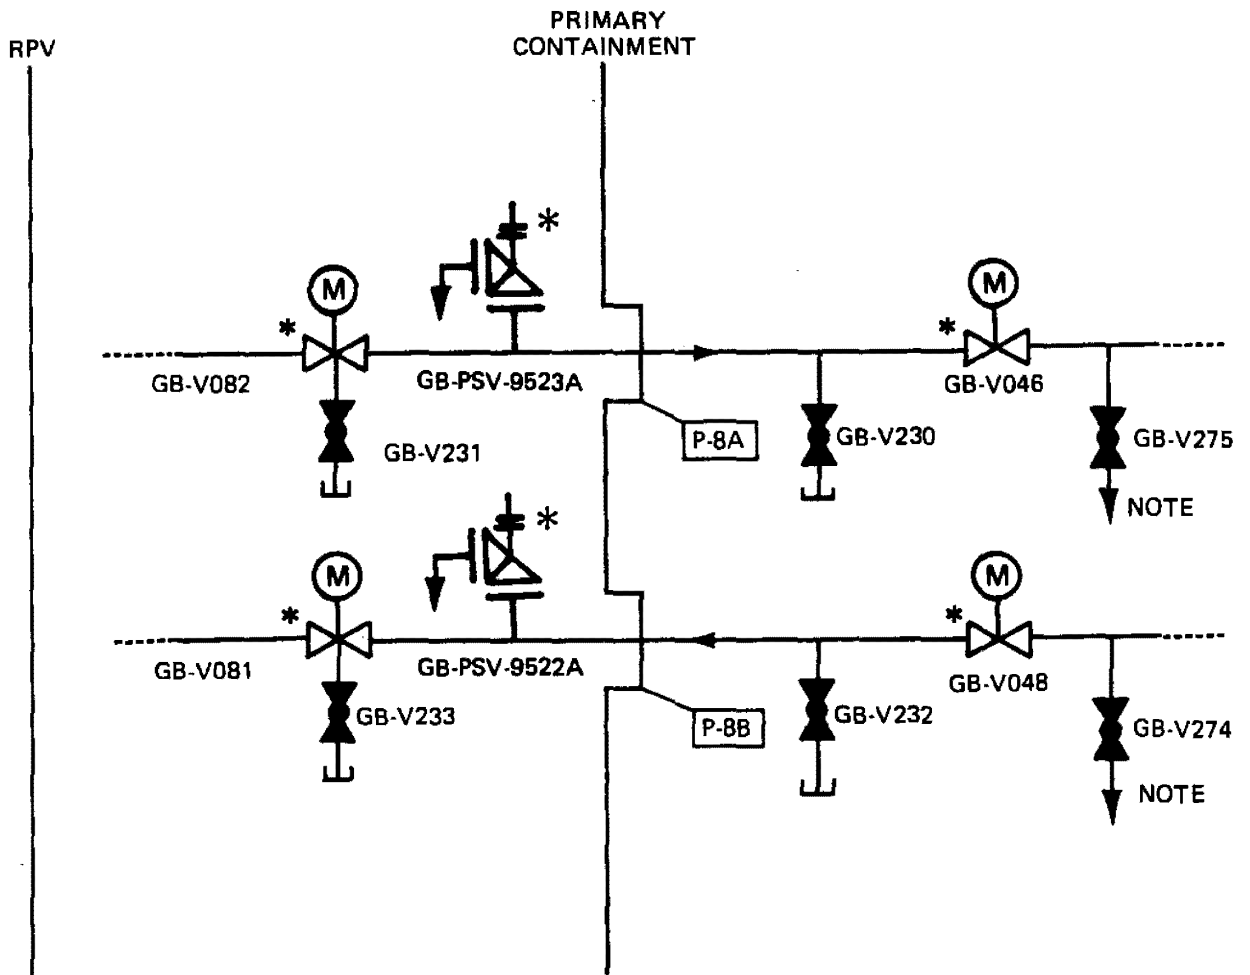 RPV
PRIMARY
CONTAINMENT
*
M
*
M
*
M
GB-V082
GB-PSV-9523A
GB-V046
GB-V231
P-8A
GB-V230
GB-V275
NOTE
*
M
*
M
*
GB-V081
GB-PSV-9522A
GB-V048
GB-V233
P-8B
GB-V232
GB-V274
NOTE